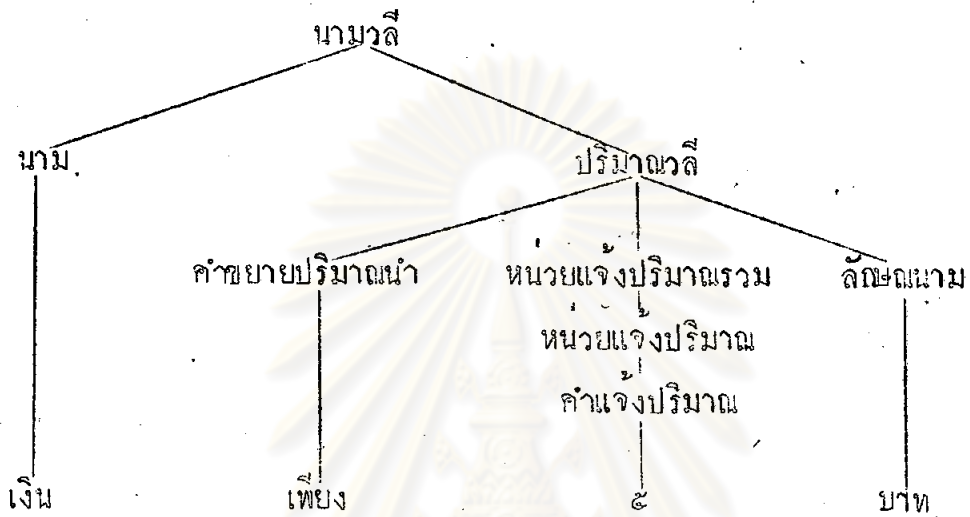 นามวลี
นาม ปริมาณวลี
คำขยายปริมาณนำ หน่วยแจ้งปริมาณรวม ลักษณนาม
หน่วยแจ้งปริมาณ
คำแจ้งปริมาณ
เงิน เพียง ๕ บาท